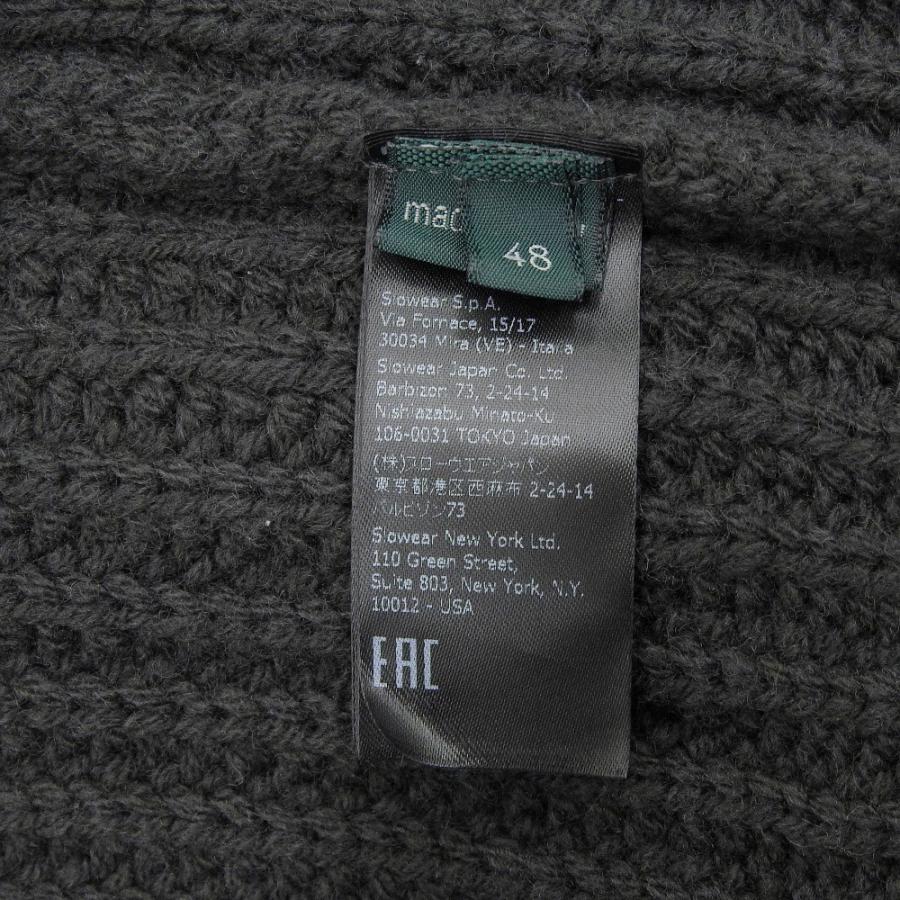 mad
48
Slowear S.p.A.
Via Fornace, 15/17
30034 Mira (VE) - Italia
Slowear Japan Co. Ltd.
Barbizon 73, 2-24-14
Nishiazabu Minato-Ku
106-0031 TOKYO Japan
(株)スローウエアジャパン
東京都港区西麻布 2-24-14
バルビゾン73
Slowear New York Ltd.
110 Green Street,
Suite 803, New York, N.Y.
10012 - USA
EAC